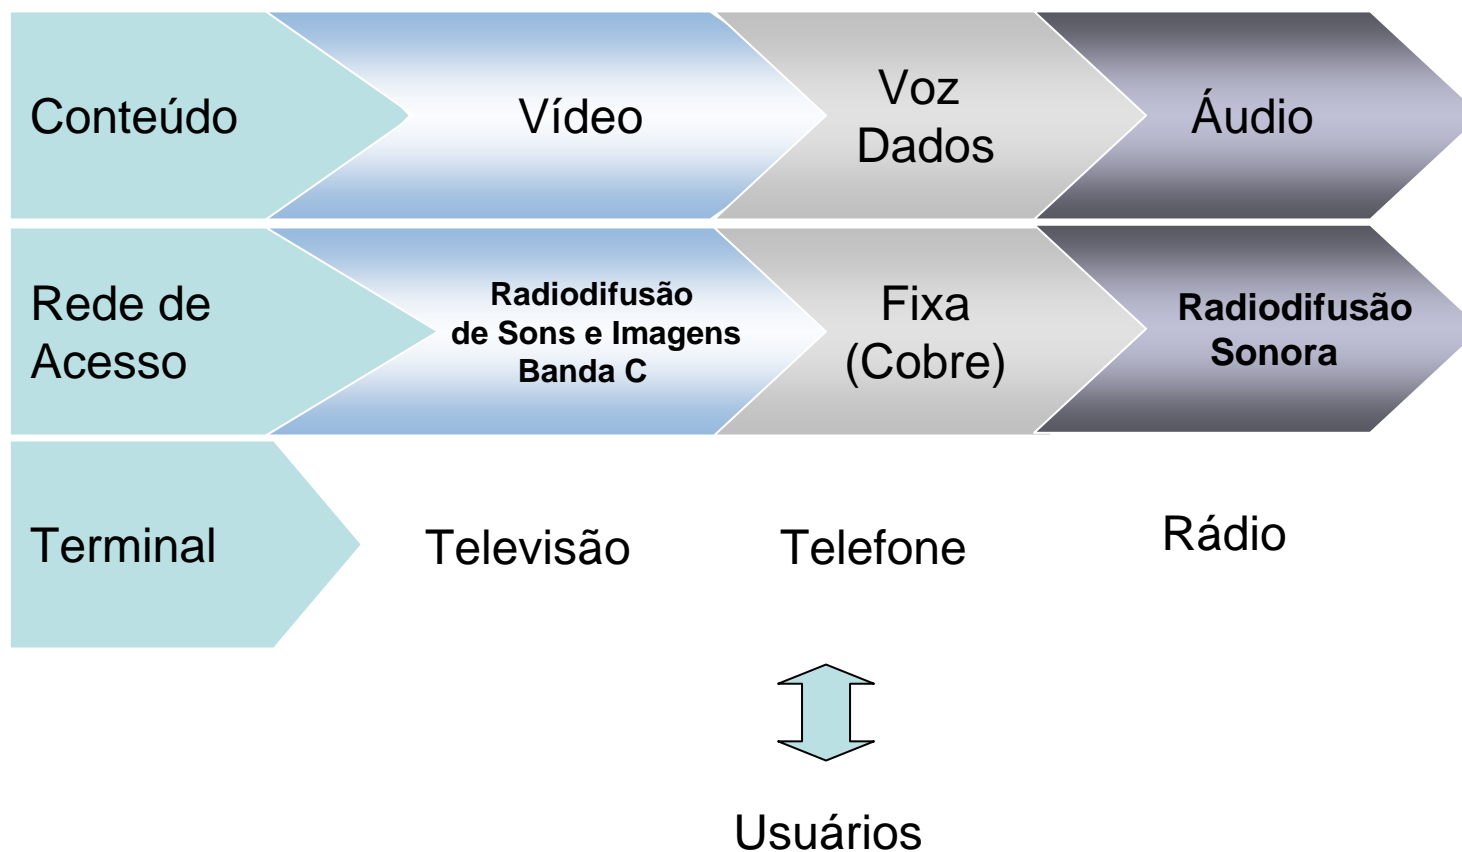 Conteúdo
Vídeo
Voz
Dados
Áudio
Rede de
Acesso
Radiodifusão
de Sons e Imagens
Banda C
Fixa
(Cobre)
Radiodifusão
Sonora
Terminal
Televisão
Telefone
Rádio
Usuários